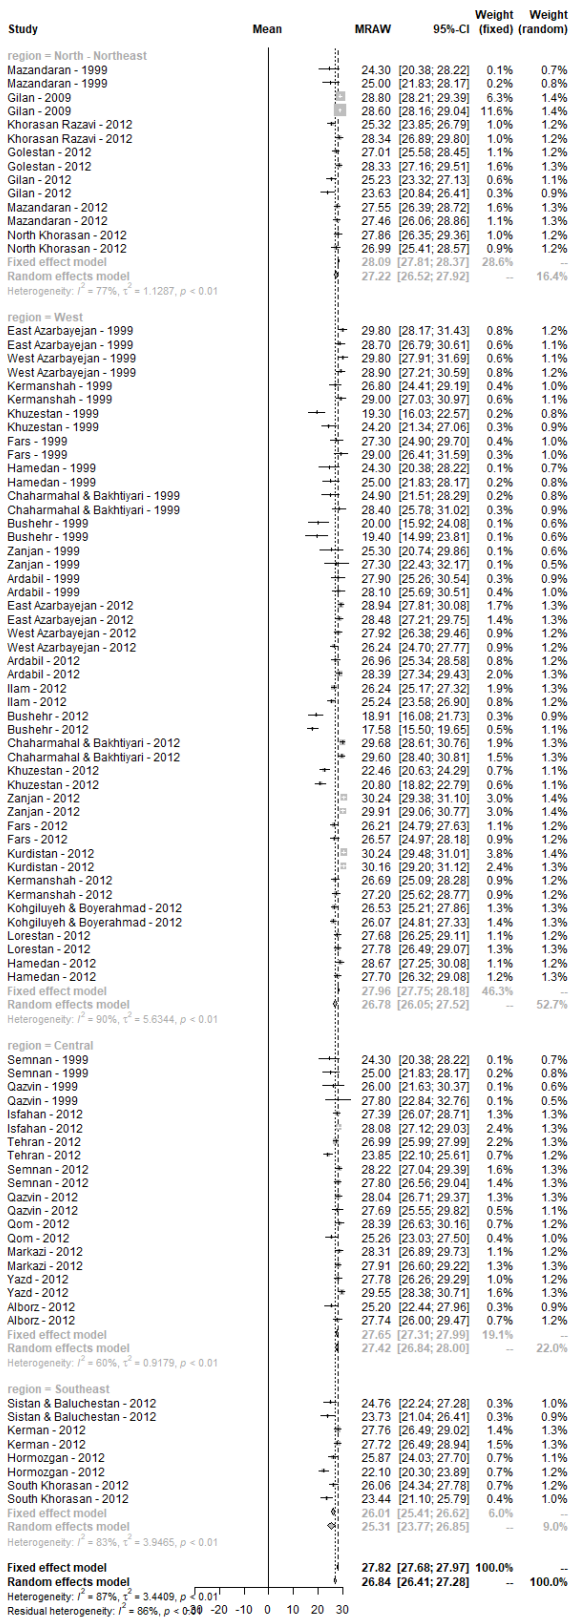 Weight Weight
Study Mean MRAW 95%-CI (fixed) (random)
region = North - Northeast
Mazandaran - 1999 24.30 [20.38; 28.22] 0.1% 0.7%
Mazandaran - 1999 25.00 [21.83; 28.17] 0.2% 0.8%
Gilan - 2009 28.80 [28.21; 29.39] 6.3% 1.4%
Gilan - 2009 28.60 [28.16; 29.04] 11.6% 1.4%
Khorasan Razavi - 2012 25.32 [23.85; 26.79] 1.0% 1.2%
Khorasan Razavi - 2012 28.34 [26.89; 29.80] 1.0% 1.2%
Golestan - 2012 27.01 [25.58; 28.45] 1.1% 1.2%
Golestan - 2012 28.33 [27.16; 29.51] 1.6% 1.3%
Gilan - 2012 25.23 [23.32; 27.13] 0.6% 1.1%
Gilan - 2012 23.63 [20.84; 26.41] 0.3% 0.9%
Mazandaran - 2012 27.55 [26.39; 28.72] 1.6% 1.3%
Mazandaran - 2012 27.46 [26.06; 28.86] 1.1% 1.3%
North Khorasan - 2012 27.86 [26.35; 29.36] 1.0% 1.2%
North Khorasan - 2012 26.99 [25.41; 28.57] 0.9% 1.2%
Fixed effect model 28.09 [27.81; 28.37] 28.6% --
Random effects model 27.22 [26.52; 27.92] -- 16.4%
Heterogeneity: I² = 77%, τ² = 1.1287, p < 0.01
region = West
East Azarbayejan - 1999 29.80 [28.17; 31.43] 0.8% 1.2%
East Azarbayejan - 1999 28.70 [26.79; 30.61] 0.6% 1.1%
West Azarbayejan - 1999 29.80 [27.91; 31.69] 0.6% 1.1%
West Azarbayejan - 1999 28.90 [27.21; 30.59] 0.8% 1.2%
Kermanshah - 1999 26.80 [24.41; 29.19] 0.4% 1.0%
Kermanshah - 1999 29.00 [27.03; 30.97] 0.6% 1.1%
Khuzestan - 1999 19.30 [16.03; 22.57] 0.2% 0.8%
Khuzestan - 1999 24.20 [21.34; 27.06] 0.3% 0.9%
Fars - 1999 27.30 [24.90; 29.70] 0.4% 1.0%
Fars - 1999 29.00 [26.41; 31.59] 0.3% 1.0%
Hamedan - 1999 24.30 [20.38; 28.22] 0.1% 0.7%
Hamedan - 1999 25.00 [21.83; 28.17] 0.2% 0.8%
Chaharmahal & Bakhtiyari - 1999 24.90 [21.51; 28.29] 0.2% 0.8%
Chaharmahal & Bakhtiyari - 1999 28.40 [25.78; 31.02] 0.3% 0.9%
Bushehr - 1999 20.00 [15.92; 24.08] 0.1% 0.6%
Bushehr - 1999 19.40 [14.99; 23.81] 0.1% 0.6%
Zanjan - 1999 25.30 [20.74; 29.86] 0.1% 0.6%
Zanjan - 1999 27.30 [22.43; 32.17] 0.1% 0.5%
Ardabil - 1999 27.90 [25.26; 30.54] 0.3% 0.9%
Ardabil - 1999 28.10 [25.69; 30.51] 0.4% 1.0%
East Azarbayejan - 2012 28.94 [27.81; 30.08] 1.7% 1.3%
East Azarbayejan - 2012 28.48 [27.21; 29.75] 1.4% 1.3%
West Azarbayejan - 2012 27.92 [26.38; 29.46] 0.9% 1.2%
West Azarbayejan - 2012 26.24 [24.70; 27.77] 0.9% 1.2%
Ardabil - 2012 26.96 [25.34; 28.58] 0.8% 1.2%
Ardabil - 2012 28.39 [27.34; 29.43] 2.0% 1.3%
Ilam - 2012 26.24 [25.17; 27.32] 1.9% 1.3%
Ilam - 2012 25.24 [23.58; 26.90] 0.8% 1.2%
Bushehr - 2012 18.91 [16.08; 21.73] 0.3% 0.9%
Bushehr - 2012 17.58 [15.50; 19.65] 0.5% 1.1%
Chaharmahal & Bakhtiyari - 2012 29.68 [28.61; 30.76] 1.9% 1.3%
Chaharmahal & Bakhtiyari - 2012 29.60 [28.40; 30.81] 1.5% 1.3%
Khuzestan - 2012 22.46 [20.63; 24.29] 0.7% 1.1%
Khuzestan - 2012 20.80 [18.82; 22.79] 0.6% 1.1%
Zanjan - 2012 30.24 [29.38; 31.10] 3.0% 1.4%
Zanjan - 2012 29.91 [29.06; 30.77] 3.0% 1.4%
Fars - 2012 26.21 [24.79; 27.63] 1.1% 1.2%
Fars - 2012 26.57 [24.97; 28.18] 0.9% 1.2%
Kurdistan - 2012 30.24 [29.48; 31.01] 3.8% 1.4%
Kurdistan - 2012 30.16 [29.20; 31.12] 2.4% 1.3%
Kermanshah - 2012 26.69 [25.09; 28.28] 0.9% 1.2%
Kermanshah - 2012 27.20 [25.62; 28.77] 0.9% 1.2%
Kohgiluyeh & Boyerahmad - 2012 26.53 [25.21; 27.86] 1.3% 1.3%
Kohgiluyeh & Boyerahmad - 2012 26.07 [24.81; 27.33] 1.4% 1.3%
Lorestan - 2012 27.68 [26.25; 29.11] 1.1% 1.2%
Lorestan - 2012 27.78 [26.49; 29.07] 1.3% 1.3%
Hamedan - 2012 28.67 [27.25; 30.08] 1.1% 1.2%
Hamedan - 2012 27.70 [26.32; 29.08] 1.2% 1.3%
Fixed effect model 27.96 [27.75; 28.18] 46.3% --
Random effects model 26.78 [26.05; 27.52] -- 52.7%
Heterogeneity: I² = 90%, τ² = 5.6344, p < 0.01
region = Central
Semnan - 1999 24.30 [20.38; 28.22] 0.1% 0.7%
Semnan - 1999 25.00 [21.83; 28.17] 0.2% 0.8%
Qazvin - 1999 26.00 [21.63; 30.37] 0.1% 0.6%
Qazvin - 1999 27.80 [22.84; 32.76] 0.1% 0.5%
Isfahan - 2012 27.39 [26.07; 28.71] 1.3% 1.3%
Isfahan - 2012 28.08 [27.12; 29.03] 2.4% 1.3%
Tehran - 2012 26.99 [25.99; 27.99] 2.2% 1.3%
Tehran - 2012 23.85 [22.10; 25.61] 0.7% 1.2%
Semnan - 2012 28.22 [27.04; 29.39] 1.6% 1.3%
Semnan - 2012 27.80 [26.56; 29.04] 1.4% 1.3%
Qazvin - 2012 28.04 [26.71; 29.37] 1.3% 1.3%
Qazvin - 2012 27.69 [25.55; 29.82] 0.5% 1.1%
Qom - 2012 28.39 [26.63; 30.16] 0.7% 1.2%
Qom - 2012 25.26 [23.03; 27.50] 0.4% 1.0%
Markazi - 2012 28.31 [26.89; 29.73] 1.1% 1.2%
Markazi - 2012 27.91 [26.60; 29.22] 1.3% 1.3%
Yazd - 2012 27.78 [26.26; 29.29] 1.0% 1.2%
Yazd - 2012 29.55 [28.38; 30.71] 1.6% 1.3%
Alborz - 2012 25.20 [22.44; 27.96] 0.3% 0.9%
Alborz - 2012 27.74 [26.00; 29.47] 0.7% 1.2%
Fixed effect model 27.65 [27.31; 27.99] 19.1% --
Random effects model 27.42 [26.84; 28.00] -- 22.0%
Heterogeneity: I² = 60%, τ² = 0.9179, p < 0.01
region = Southeast
Sistan & Baluchestan - 2012 24.76 [22.24; 27.28] 0.3% 1.0%
Sistan & Baluchestan - 2012 23.73 [21.04; 26.41] 0.3% 0.9%
Kerman - 2012 27.76 [26.49; 29.02] 1.4% 1.3%
Kerman - 2012 27.72 [26.49; 28.94] 1.5% 1.3%
Hormozgan - 2012 25.87 [24.03; 27.70] 0.7% 1.1%
Hormozgan - 2012 22.10 [20.30; 23.89] 0.7% 1.2%
South Khorasan - 2012 26.06 [24.34; 27.78] 0.7% 1.2%
South Khorasan - 2012 23.44 [21.10; 25.79] 0.4% 1.0%
Fixed effect model 26.01 [25.41; 26.62] 6.0% --
Random effects model 25.31 [23.77; 26.85] -- 9.0%
Heterogeneity: I² = 83%, τ² = 3.9465, p < 0.01
Fixed effect model 27.82 [27.68; 27.97] 100.0% --
Random effects model 26.84 [26.41; 27.28] -- 100.0%
Heterogeneity: I² = 87%, τ² = 3.4409, p < 0.01
Residual heterogeneity: I² = 86%, p < 0.01
-30 -20 -10 0 10 20 30